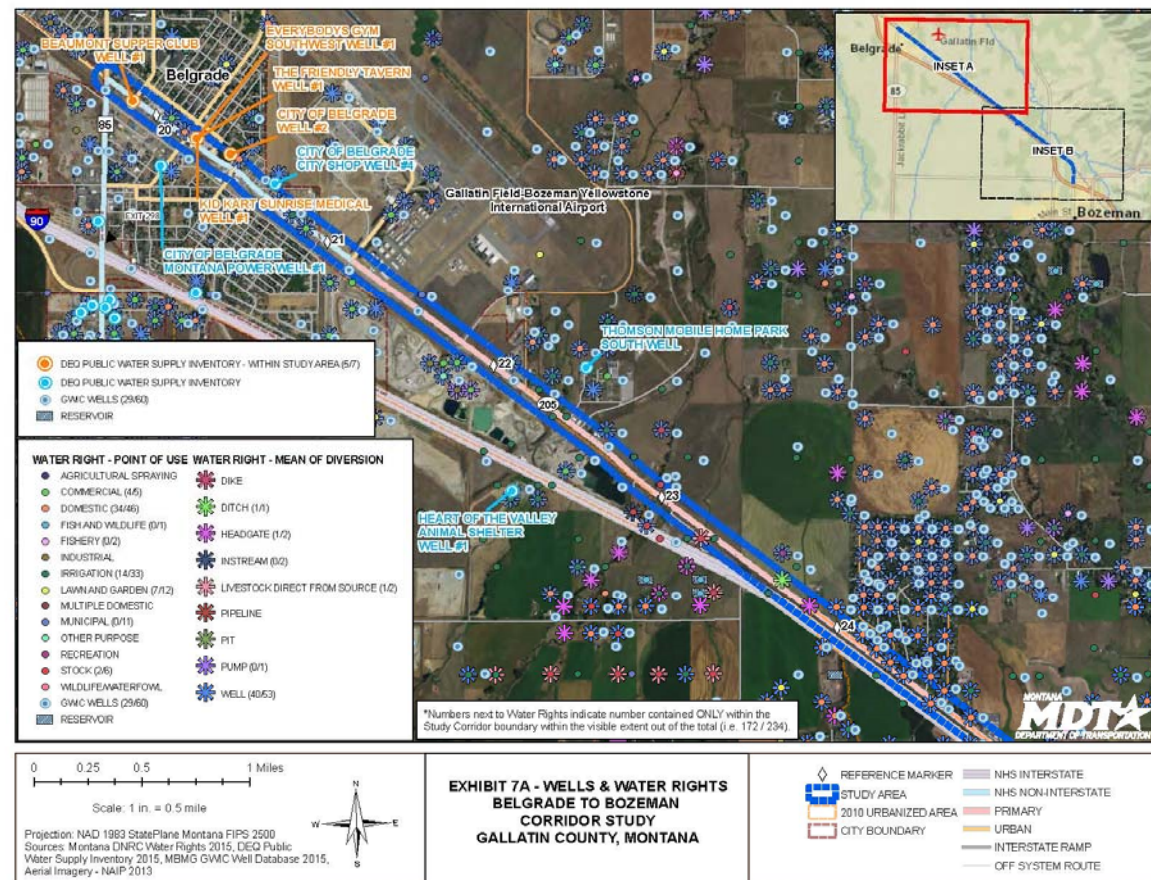 BEAUMONT SUPPER CLUB
WELL #1
EVERYBODYS GYM
SOUTHWEST WELL #1
Belgrade
THE FRIENDLY TAVERN
WELL #1
CITY OF BELGRADE
WELL #2
85
20
CITY OF BELGRADE
CITY SHOP WELL #4
KID KART SUNRISE MEDICAL
WELL #1
EXIT 298
90
21
CITY OF BELGRADE
MONTANA POWER WELL #1
Gallatin Field-Bozeman Yellowstone
International Airport
Belgrade
Gallatin Fld
INSET A
85
Jackrabbit L
INSET B
Main St
Bozeman
THOMSON MOBILE HOME PARK
SOUTH WELL
22
205
23
HEART OF THE VALLEY
ANIMAL SHELTER
WELL #1
24
DEQ PUBLIC WATER SUPPLY INVENTORY - WITHIN STUDY AREA (5/7)
DEQ PUBLIC WATER SUPPLY INVENTORY
GWIC WELLS (29/60)
RESERVOIR
WATER RIGHT - POINT OF USE
AGRICULTURAL SPRAYING
COMMERCIAL (4/5)
DOMESTIC (34/46)
FISH AND WILDLIFE (0/1)
FISHERY (0/2)
INDUSTRIAL
IRRIGATION (14/33)
LAWN AND GARDEN (7/12)
MULTIPLE DOMESTIC
MUNICIPAL (0/11)
OTHER PURPOSE
RECREATION
STOCK (2/6)
WILDLIFE/WATERFOWL
GWIC WELLS (29/60)
RESERVOIR
WATER RIGHT - MEAN OF DIVERSION
DIKE
DITCH (1/1)
HEADGATE (1/2)
INSTREAM (0/2)
LIVESTOCK DIRECT FROM SOURCE (1/2)
PIPELINE
PIT
PUMP (0/1)
WELL (40/53)
*Numbers next to Water Rights indicate number contained ONLY within the
Study Corridor boundary within the visible extent out of the total (i.e. 172 / 234).
MONTANA
MDT
DEPARTMENT OF TRANSPORTATION
0 0.25 0.5 1 Miles
Scale: 1 in. = 0.5 mile
Projection: NAD 1983 StatePlane Montana FIPS 2500
Sources: Montana DNRC Water Rights 2015, DEQ Public
Water Supply Inventory 2015, MBMG GWIC Well Database 2015,
Aerial Imagery - NAIP 2013
N
W E
S
EXHIBIT 7A - WELLS & WATER RIGHTS
BELGRADE TO BOZEMAN
CORRIDOR STUDY
GALLATIN COUNTY, MONTANA
REFERENCE MARKER
STUDY AREA
2010 URBANIZED AREA
CITY BOUNDARY
NHS INTERSTATE
NHS NON-INTERSTATE
PRIMARY
URBAN
INTERSTATE RAMP
OFF SYSTEM ROUTE